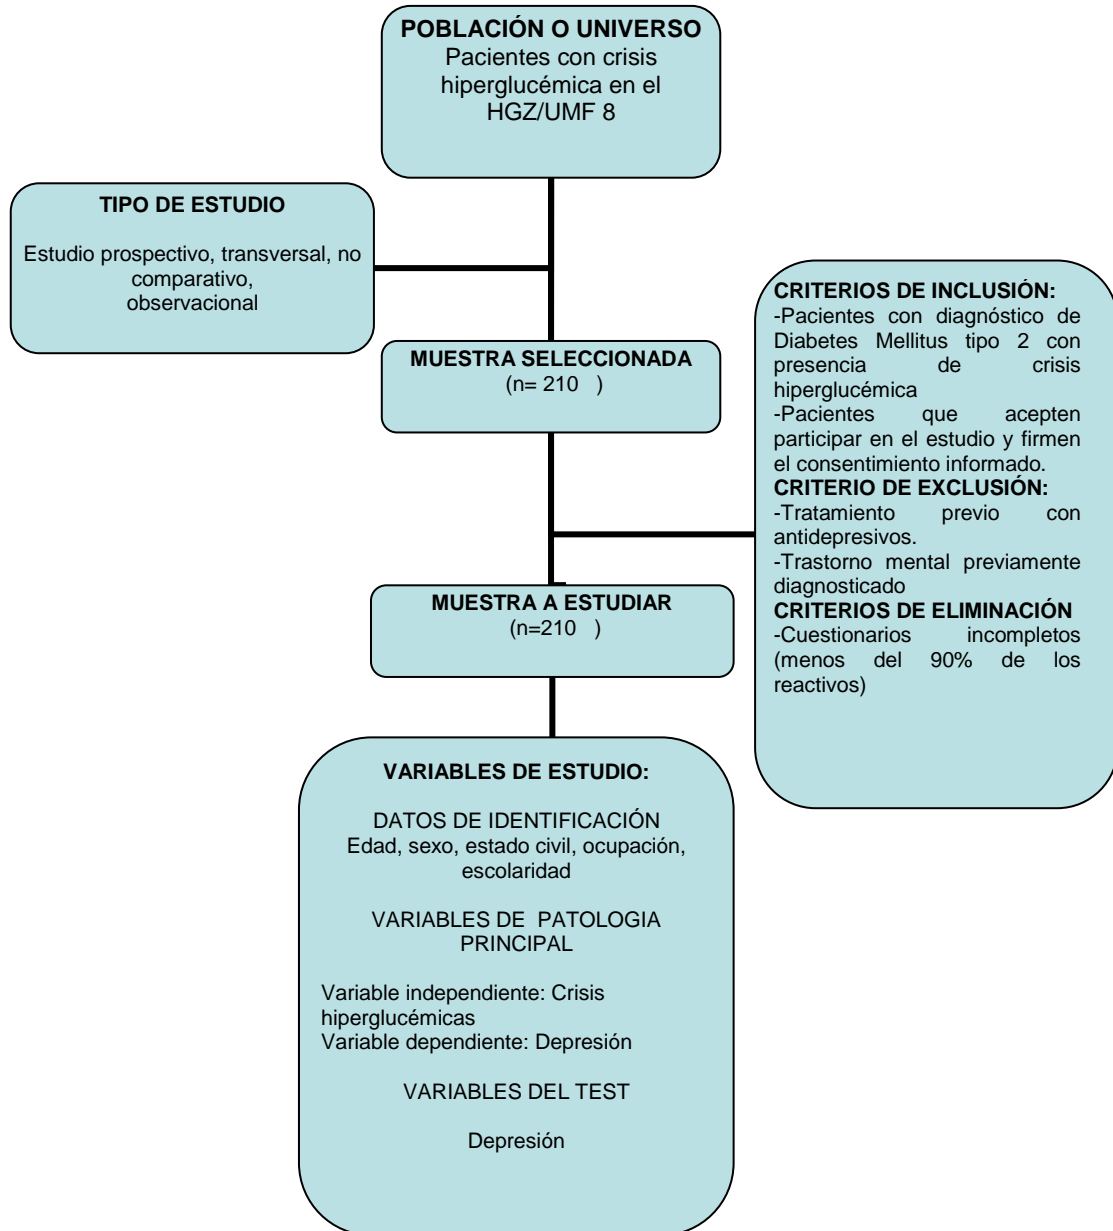 POBLACIÓN O UNIVERSO
Pacientes con crisis
hiperglucémica en el
HGZ/UMF 8
TIPO DE ESTUDIO
Estudio prospectivo, transversal, no
comparativo,
observacional
MUESTRA SELECCIONADA
(n= 210 )
CRITERIOS DE INCLUSIÓN:
-Pacientes con diagnóstico de
Diabetes Mellitus tipo 2 con
presencia de crisis
hiperglucémica
-Pacientes que acepten
participar en el estudio y firmen
el consentimiento informado.
CRITERIO DE EXCLUSIÓN:
-Tratamiento previo con
antidepresivos.
-Trastorno mental previamente
diagnosticado
CRITERIOS DE ELIMINACIÓN
-Cuestionarios incompletos
(menos del 90% de los
reactivos)
MUESTRA A ESTUDIAR
(n=210 )
VARIABLES DE ESTUDIO:
DATOS DE IDENTIFICACIÓN
Edad, sexo, estado civil, ocupación,
escolaridad
VARIABLES DE PATOLOGIA
PRINCIPAL
Variable independiente: Crisis
hiperglucémicas
Variable dependiente: Depresión
VARIABLES DEL TEST
Depresión